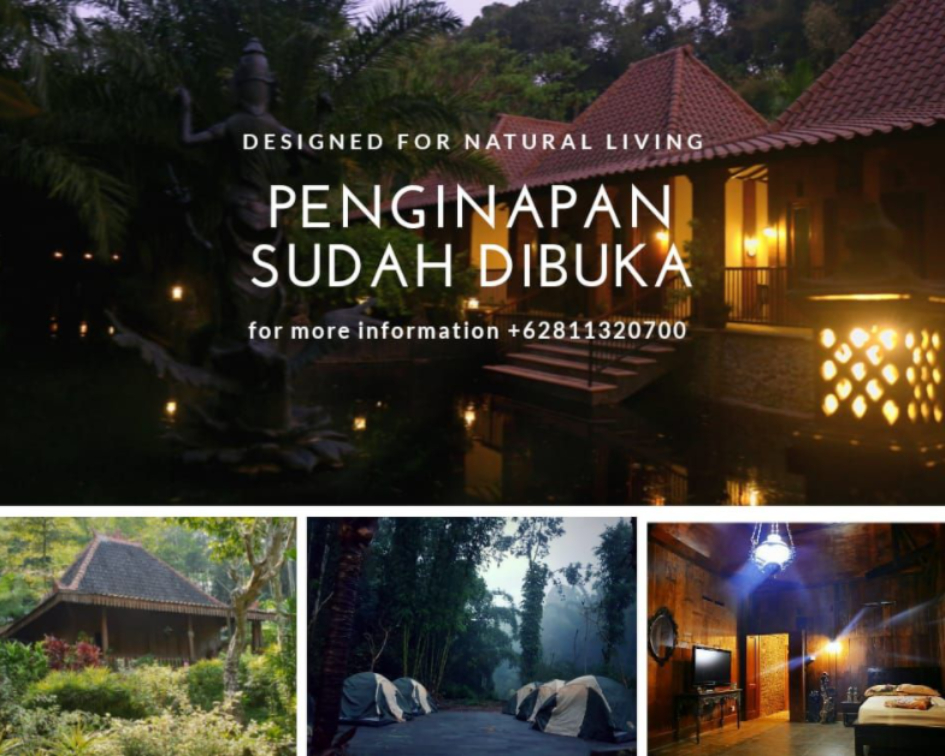 DESIGNED FOR NATURAL LIVING
PENGINAPAN
SUDAH DIBUKA
for more information +62811320700